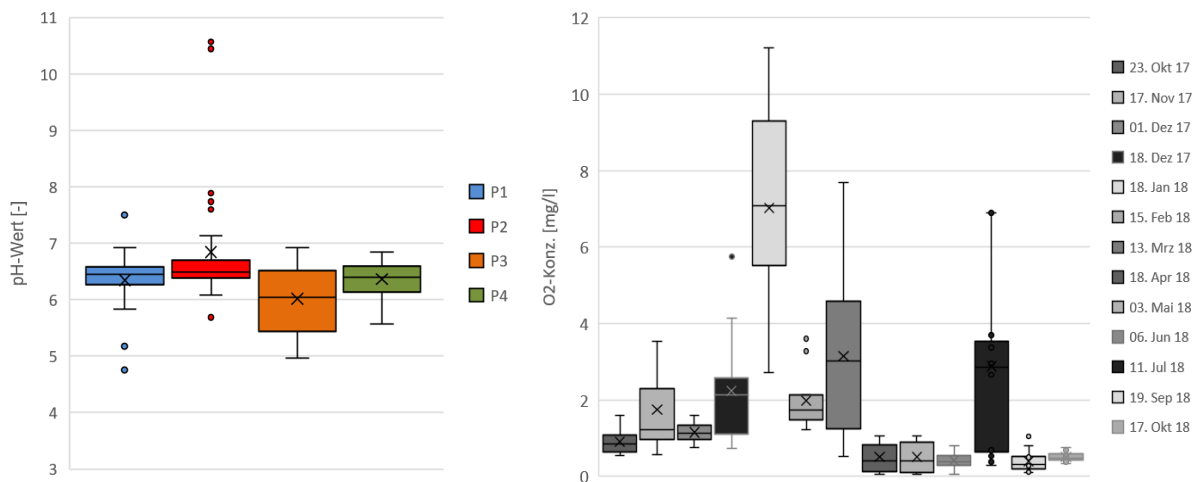 11
10
9
8
7
6
5
4
3
pH-Wert [-]
P1
P2
P3
P4
12
10
8
6
4
2
0
O2-Konz. [mg/l]
23. Okt 17
17. Nov 17
01. Dez 17
18. Dez 17
18. Jan 18
15. Feb 18
13. Mrz 18
18. Apr 18
03. Mai 18
06. Jun 18
11. Jul 18
19. Sep 18
17. Okt 18